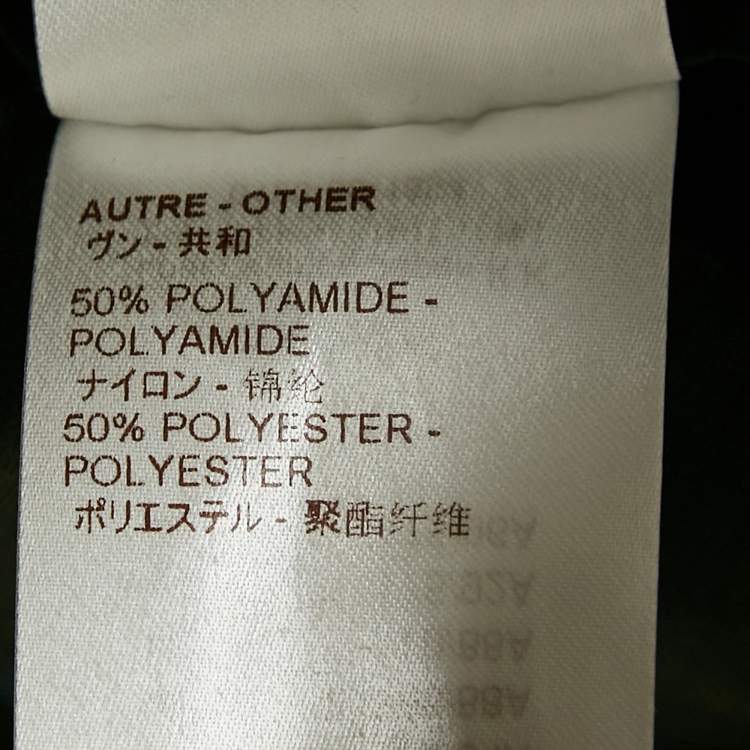 AUTRE - OTHER
ヴン - 共和
50% POLYAMIDE -
POLYAMIDE
ナイロン - 锦纶
50% POLYESTER -
POLYESTER
ポリエステル - 聚酯纤维